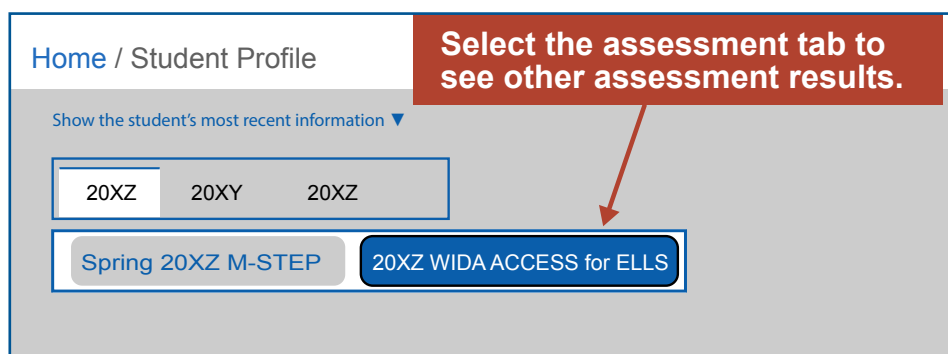 Home / Student Profile
Select the assessment tab to
see other assessment results.
Show the student's most recent information ▼
20XZ 20XY 20XZ
Spring 20XZ M-STEP 20XZ WIDA ACCESS for ELLS